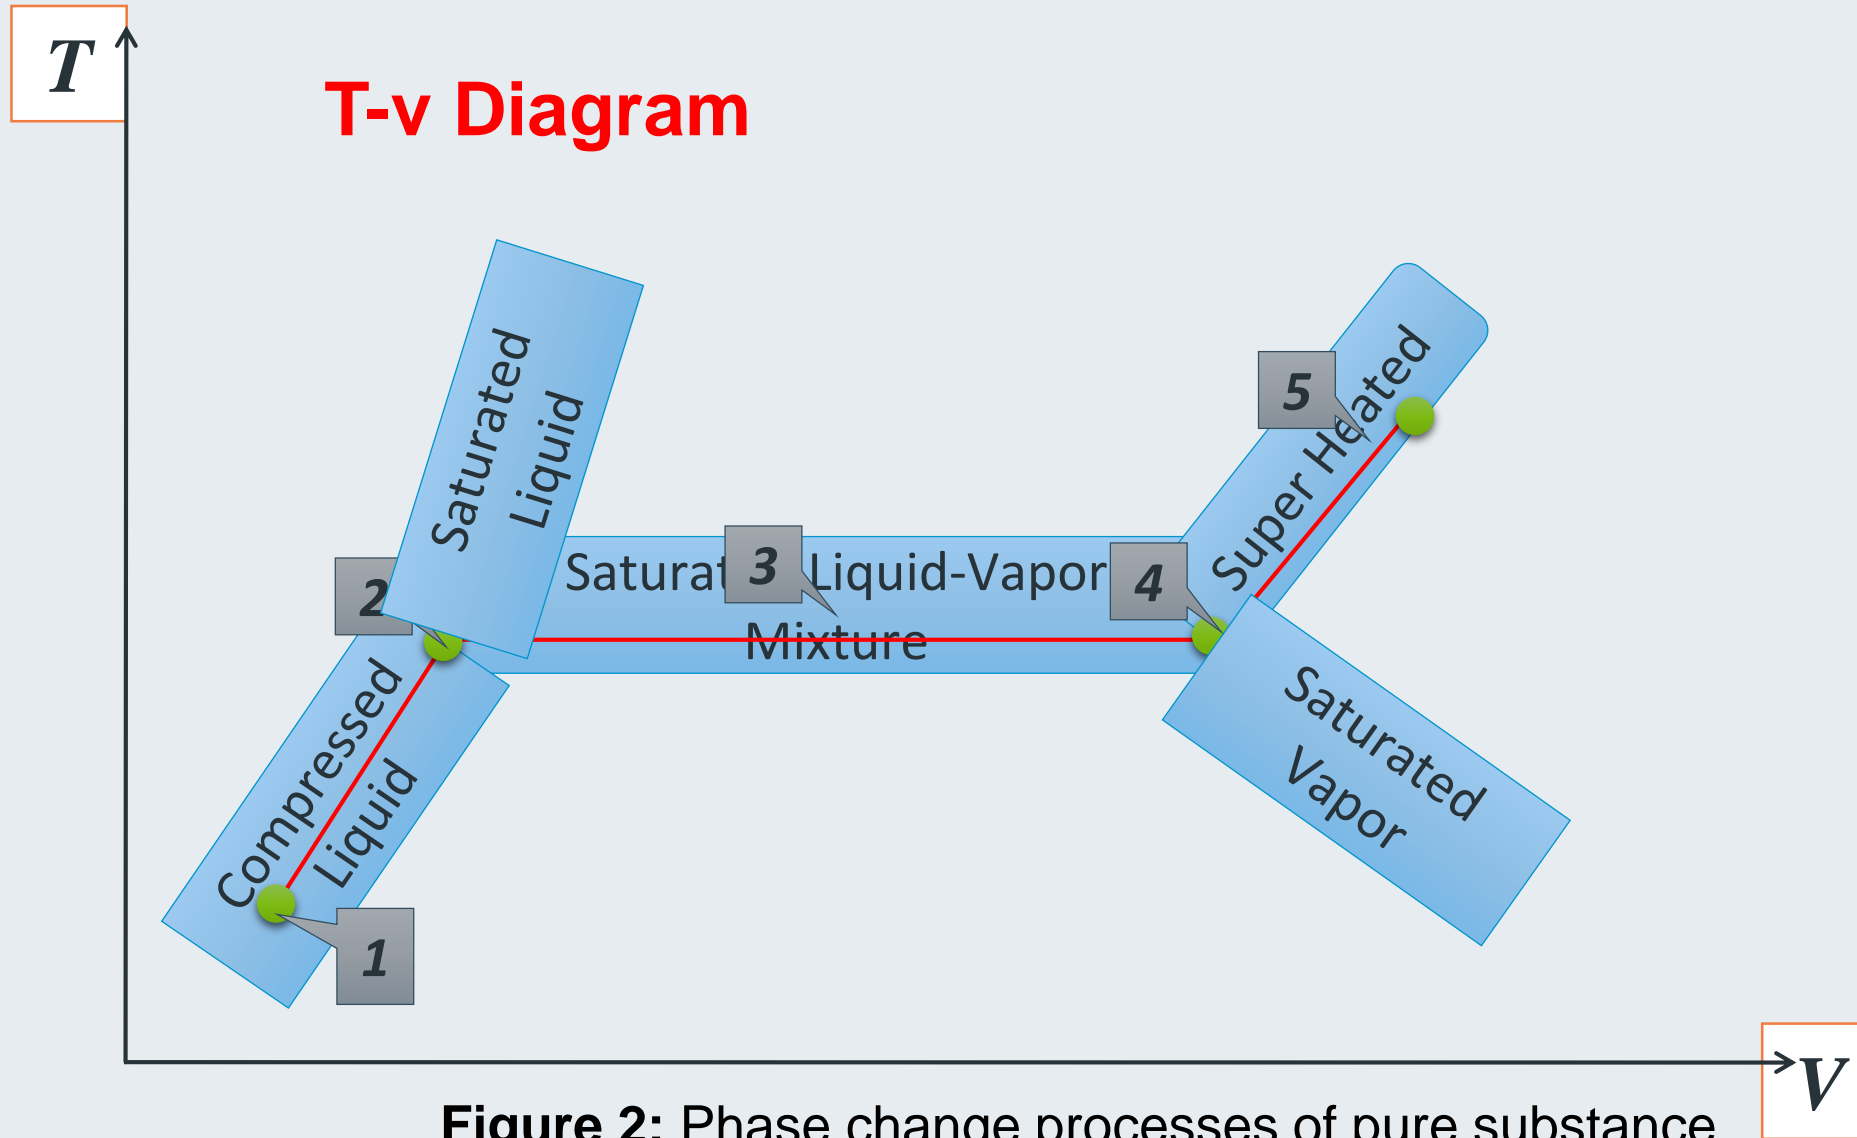 T
T-v Diagram
Saturated
Liquid
5
Super Heated
2
3
Liquid-Vapor
Mixture
4
Compressed
Liquid
Saturated
Vapor
1
V
Figure 2: Phase change processes of pure substance